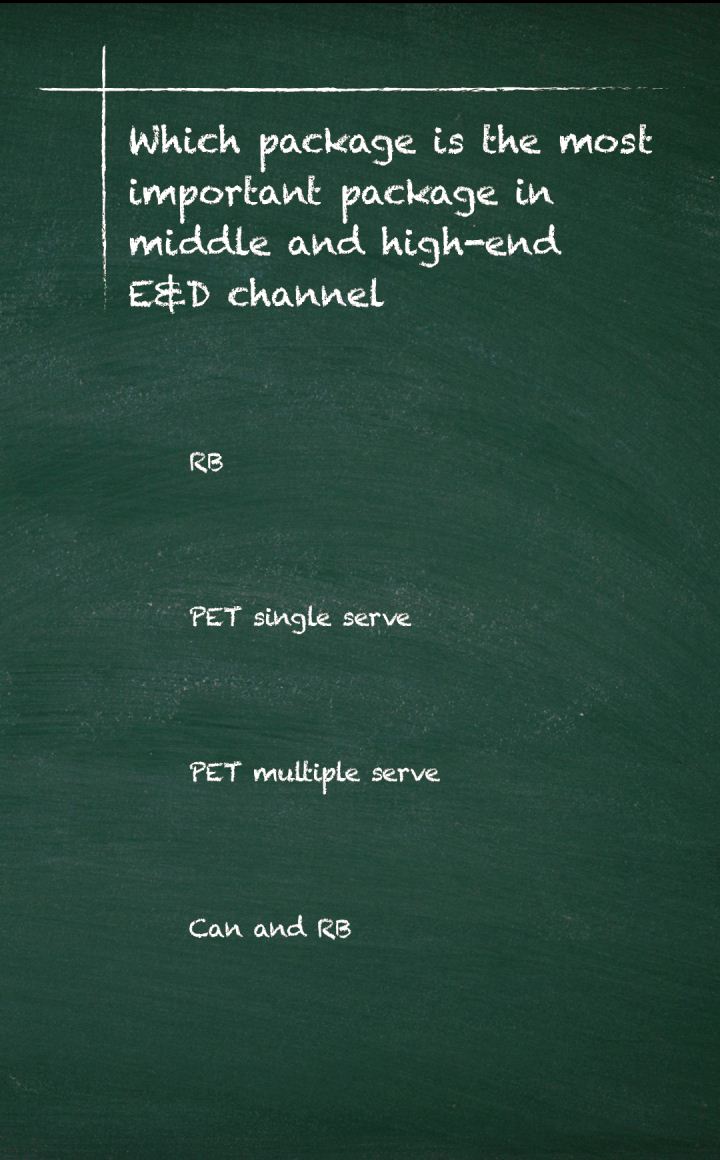 Which package is the most
important package in
middle and high-end
E&D channel
RB
PET single serve
PET multiple serve
Can and RB